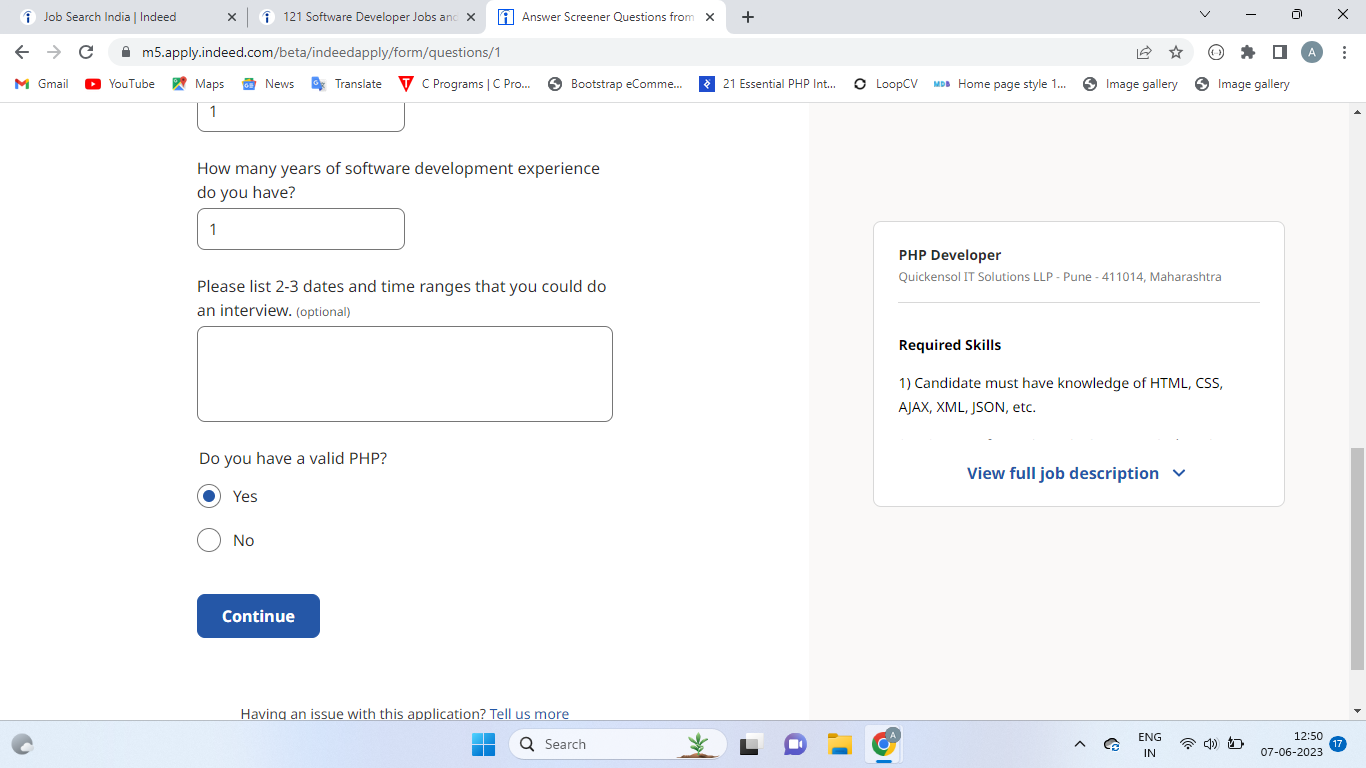 Job Search India | Indeed
121 Software Developer Jobs and
Answer Screener Questions from
m5.apply.indeed.com/beta/indeedapply/form/questions/1
A
Gmail
YouTube
Maps
News
Translate
C Programs | C Pro...
Bootstrap eComme...
21 Essential PHP Int...
LoopCV
MDB
Home page style 1...
Image gallery
Image gallery
1
How many years of software development experience
do you have?
1
Please list 2-3 dates and time ranges that you could do
an interview. (optional)
Do you have a valid PHP?
Yes
No
Continue
Having an issue with this application? Tell us more
PHP Developer
Quickensol IT Solutions LLP - Pune - 411014, Maharashtra
Required Skills
1) Candidate must have knowledge of HTML, CSS,
AJAX, XML, JSON, etc.
View full job description
Search
A
ENG
IN
12:50
07-06-2023
17